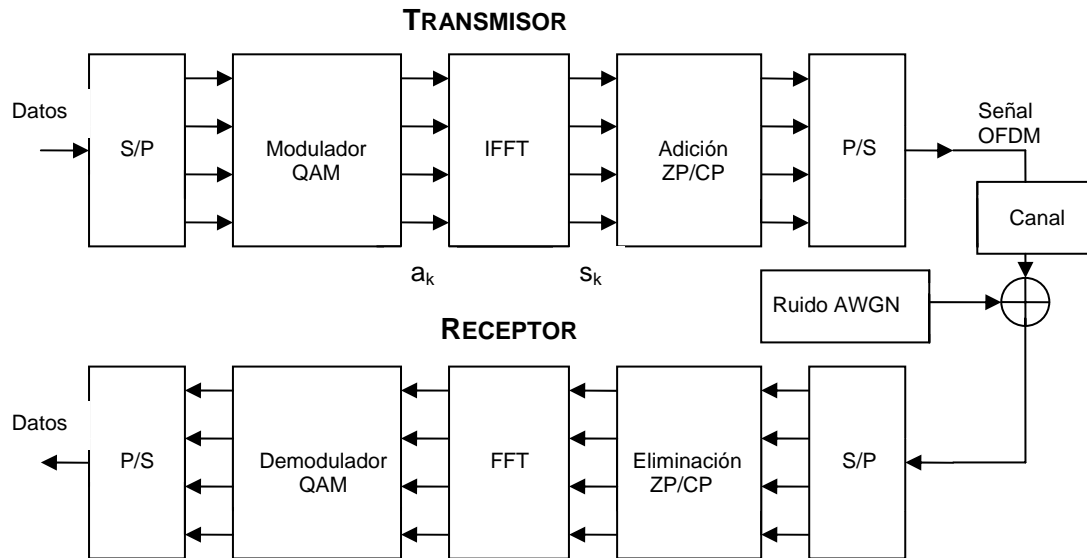 TRANSMISOR
Datos
S/P
Modulador
QAM
IFFT
Adición
ZP/CP
P/S
Señal
OFDM
Canal
a_k
s_k
Ruido AWGN
RECEPTOR
Datos
P/S
Demodulador
QAM
FFT
Eliminación
ZP/CP
S/P